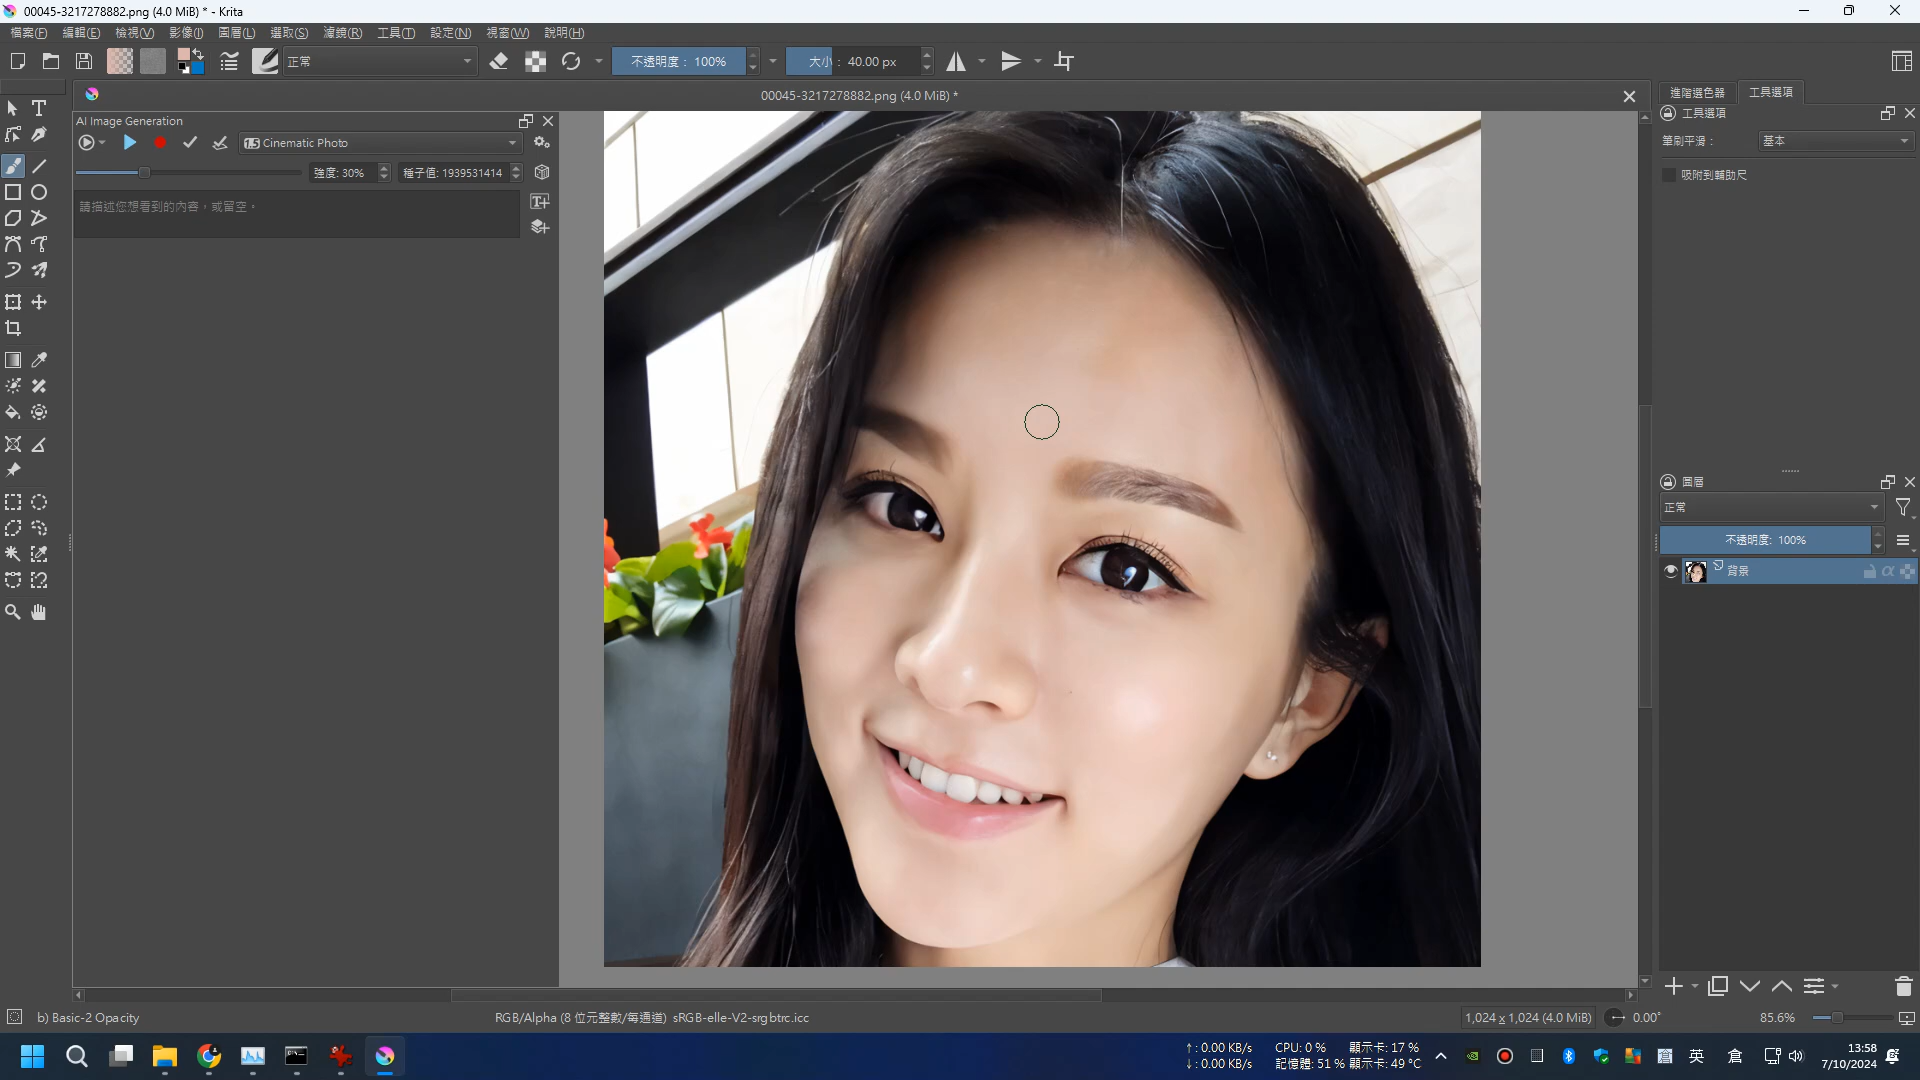 00045-3217278882.png (4.0 MiB) * - Krita
檔案(F) 編輯(E) 檢視(V) 影像(I) 圖層(L) 選取(S) 濾鏡(R) 工具(T) 設定(N) 視窗(W) 說明(H)
正常 不透明度： 100% 大小： 40.00 px
00045-3217278882.png (4.0 MiB) *
進階選色器 工具選項
AI Image Generation
工具選項
1.5 Cinematic Photo
筆刷平滑： 基本
強度: 30% 種子值: 1939531414
吸附到輔助尺
請描述您想看到的內容，或留空。
圖層
正常
不透明度: 100%
背景
b) Basic-2 Opacity
RGB/Alpha (8 位元整數/每通道) sRGB-elle-V2-srgbtrc.icc
1,024 x 1,024 (4.0 MiB)
0.00°
85.6%
↑: 0.00 KB/s CPU: 0 % 顯示卡: 17 %
↓: 0.00 KB/s 記憶體: 51 % 顯示卡: 49 °C
英
倉
13:58
7/10/2024